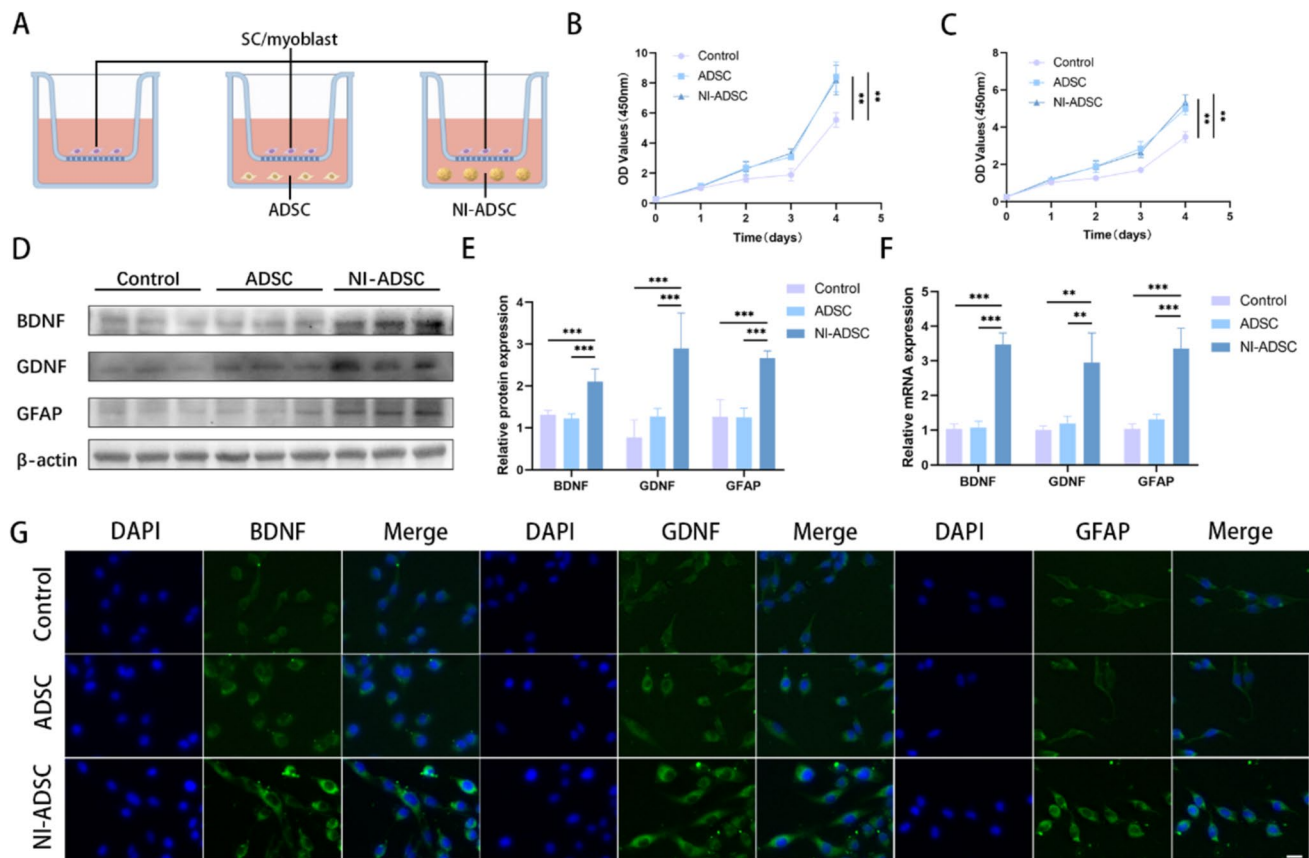 A
SC/myoblast
ADSC
NI-ADSC
B
OD Values(450nm)
10
8
6
4
2
0
0 1 2 3 4 5
Time(days)
Control
ADSC
NI-ADSC
**
**
C
OD Values(450nm)
8
6
4
2
0
0 1 2 3 4 5
Time(days)
Control
ADSC
NI-ADSC
**
**
D
Control ADSC NI-ADSC
BDNF
GDNF
GFAP
β-actin
E
Relative protein expression
4
3
2
1
0
*** ***
*** ***
*** ***
BDNF GDNF GFAP
Control
ADSC
NI-ADSC
F
Relative mRNA expression
5
4
3
2
1
0
*** ***
** **
*** ***
BDNF GDNF GFAP
Control
ADSC
NI-ADSC
G
DAPI BDNF Merge DAPI GDNF Merge DAPI GFAP Merge
Control
ADSC
NI-ADSC